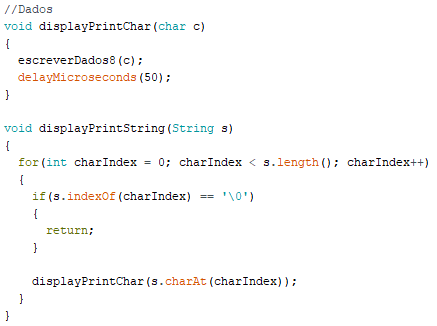 //Dados
void displayPrintChar(char c)
{
  escreverDados8(c);
  delayMicroseconds(50);
}

void displayPrintString(String s)
{
  for(int charIndex = 0; charIndex < s.length(); charIndex++)
  {
    if(s.indexOf(charIndex) == '\0')
    {
      return;
    }

    displayPrintChar(s.charAt(charIndex));
  }
}